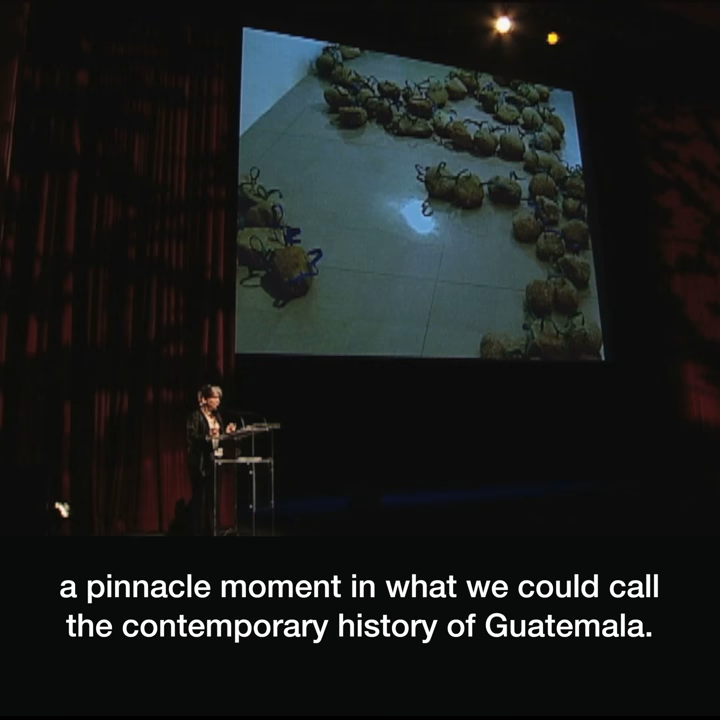 a pinnacle moment in what we could call
the contemporary history of Guatemala.